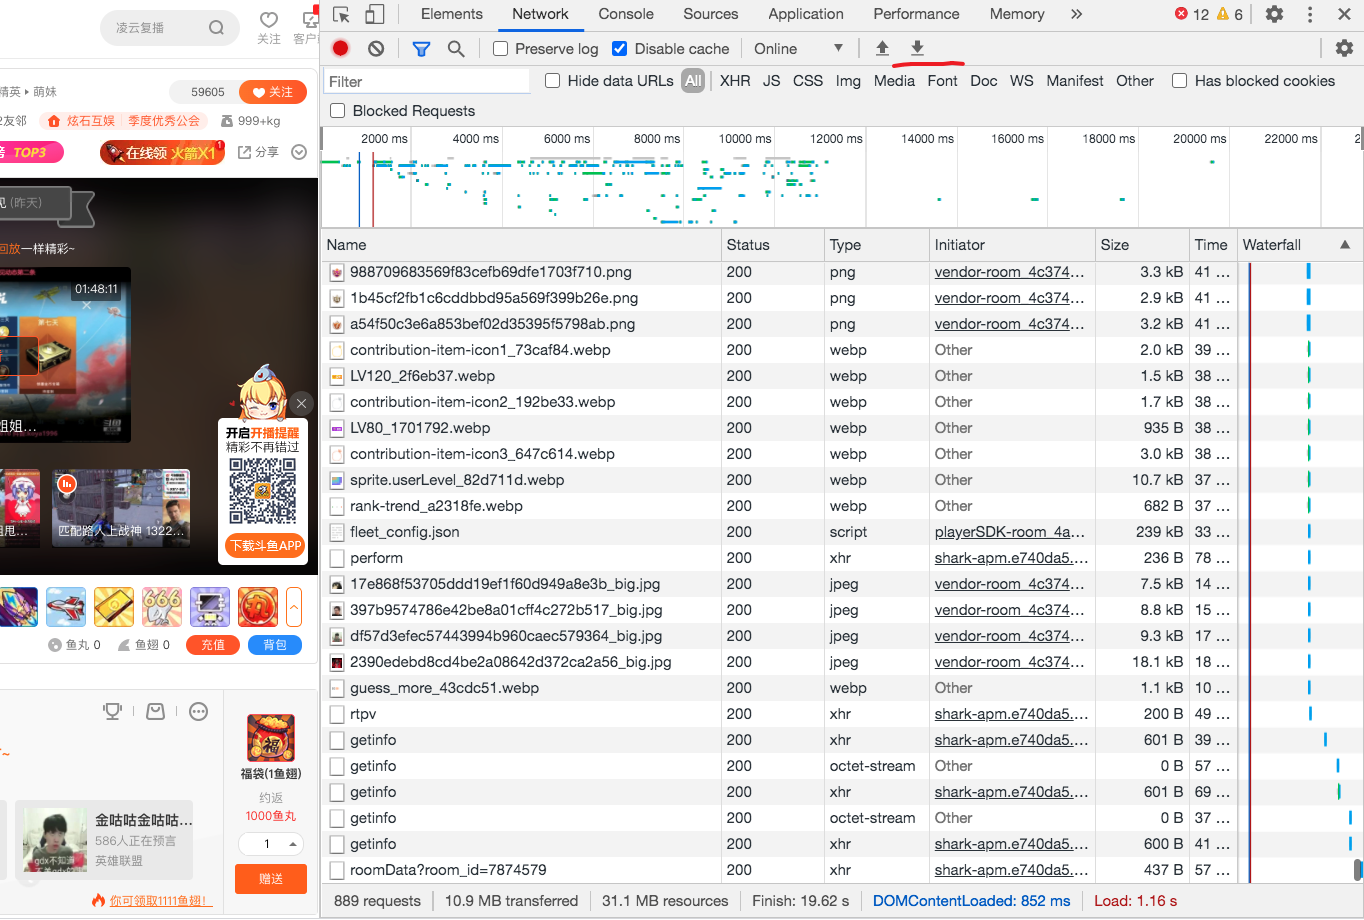 凌云复播
关注
客户
精英 ▸ 萌妹
59605
关注
2友邻
炫石互娱
季度优秀公会
999+kg
榜 TOP3
在线领 火箭X1
1
分享
见 (昨天)
回放一样精彩~
01:48:11
第七天
姐姐...
开启开播提醒
精彩不再错过
下载斗鱼APP
姐甩...
匹配路人上战神 1322...
666
鱼丸 0
鱼翅 0
充值
背包
福袋(1鱼翅)
约返
1000鱼丸
1
赠送
金咕咕金咕咕...
586人正在预言
英雄联盟
gdx不知道
你可领取1111鱼翅!
Elements
Network
Console
Sources
Application
Performance
Memory
»
12
6
Preserve log
Disable cache
Online
Filter
Hide data URLs
All
XHR
JS
CSS
Img
Media
Font
Doc
WS
Manifest
Other
Has blocked cookies
Blocked Requests
2000 ms
4000 ms
6000 ms
8000 ms
10000 ms
12000 ms
14000 ms
16000 ms
18000 ms
20000 ms
22000 ms
2
Name Status Type Initiator Size Time Waterfall
988709683569f83cefb69dfe1703f710.png 200 png vendor-room_4c374... 3.3 kB 41 ...
1b45cf2fb1c6cddbbd95a569f399b26e.png 200 png vendor-room_4c374... 2.9 kB 41 ...
a54f50c3e6a853bef02d35395f5798ab.png 200 png vendor-room_4c374... 3.2 kB 41 ...
contribution-item-icon1_73caf84.webp 200 webp Other 2.0 kB 39 ...
LV120_2f6eb37.webp 200 webp Other 1.5 kB 38 ...
contribution-item-icon2_192be33.webp 200 webp Other 1.7 kB 38 ...
LV80_1701792.webp 200 webp Other 935 B 38 ...
contribution-item-icon3_647c614.webp 200 webp Other 3.0 kB 38 ...
sprite.userLevel_82d711d.webp 200 webp Other 10.7 kB 37 ...
rank-trend_a2318fe.webp 200 webp Other 682 B 37 ...
fleet_config.json 200 script playerSDK-room_4a... 239 kB 33 ...
perform 200 xhr shark-apm.e740da5.... 236 B 78 ...
17e868f53705ddd19ef1f60d949a8e3b_big.jpg 200 jpeg vendor-room_4c374... 7.5 kB 14 ...
397b9574786e42be8a01cff4c272b517_big.jpg 200 jpeg vendor-room_4c374... 8.8 kB 15 ...
df57d3efec57443994b960caec579364_big.jpg 200 jpeg vendor-room_4c374... 9.3 kB 17 ...
2390edebd8cd4be2a08642d372ca2a56_big.jpg 200 jpeg vendor-room_4c374... 18.1 kB 18 ...
guess_more_43cdc51.webp 200 webp Other 1.1 kB 10 ...
rtpv 200 xhr shark-apm.e740da5.... 200 B 49 ...
getinfo 200 xhr shark-apm.e740da5.... 601 B 39 ...
getinfo 200 octet-stream Other 0 B 57 ...
getinfo 200 xhr shark-apm.e740da5.... 601 B 69 ...
getinfo 200 octet-stream Other 0 B 37 ...
getinfo 200 xhr shark-apm.e740da5.... 600 B 41 ...
roomData?room_id=7874579 200 xhr shark-apm.e740da5.... 437 B 57 ...
889 requests
10.9 MB transferred
31.1 MB resources
Finish: 19.62 s
DOMContentLoaded: 852 ms
Load: 1.16 s